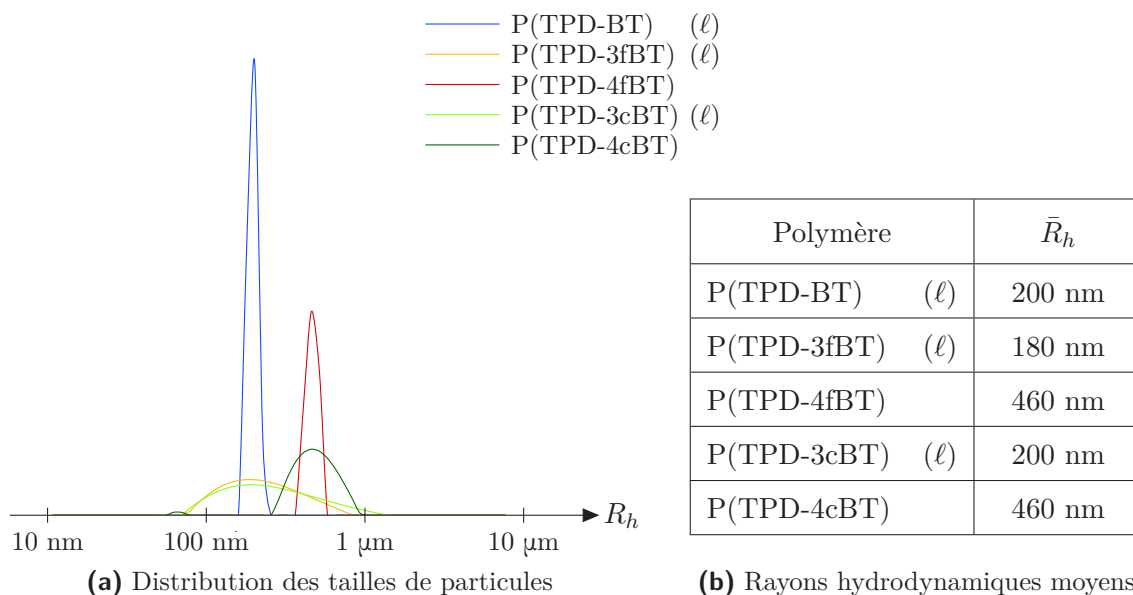 P(TPD-BT) (ℓ)
P(TPD-3fBT) (ℓ)
P(TPD-4fBT)
P(TPD-3cBT) (ℓ)
P(TPD-4cBT)
10 nm 100 nm 1 μm 10 μm R_h
(a) Distribution des tailles de particules
Polymère R̄_h
P(TPD-BT) (ℓ) 200 nm
P(TPD-3fBT) (ℓ) 180 nm
P(TPD-4fBT) 460 nm
P(TPD-3cBT) (ℓ) 200 nm
P(TPD-4cBT) 460 nm
(b) Rayons hydrodynamiques moyens